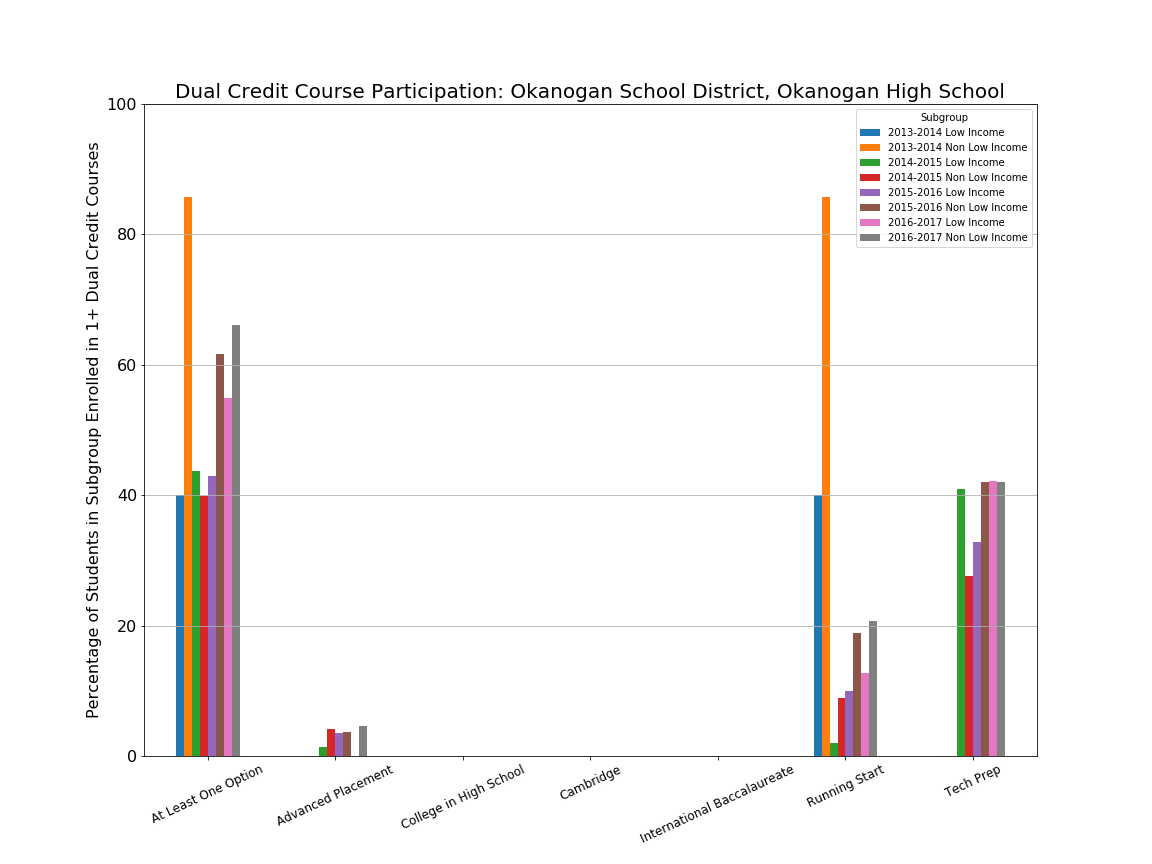 Dual Credit Course Participation: Okanogan School District, Okanogan High School
Percentage of Students in Subgroup Enrolled in 1+ Dual Credit Courses
100
80
60
40
20
0
Subgroup
2013-2014 Low Income
2013-2014 Non Low Income
2014-2015 Low Income
2014-2015 Non Low Income
2015-2016 Low Income
2015-2016 Non Low Income
2016-2017 Low Income
2016-2017 Non Low Income
At Least One Option
Advanced Placement
College in High School
Cambridge
International Baccalaureate
Running Start
Tech Prep